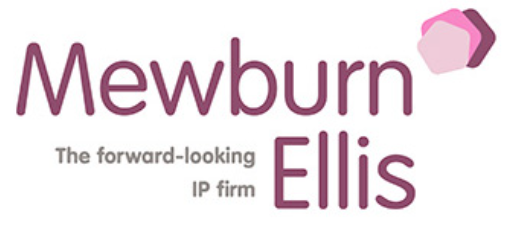 Mewburn
The forward-looking
IP firm
Ellis